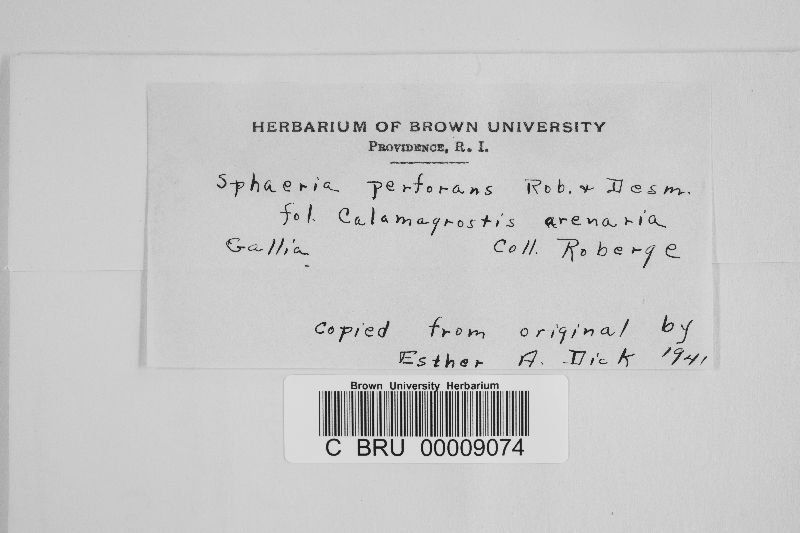 HERBARIUM OF BROWN UNIVERSITY
PROVIDENCE, R. I.
Sphaeria perforans Rob. & Desm.
fol. Calamagrostis arenaria
Gallia. Coll. Roberge
Copied from original by
Esther A. Dick 1941
Brown University Herbarium
C BRU 00009074